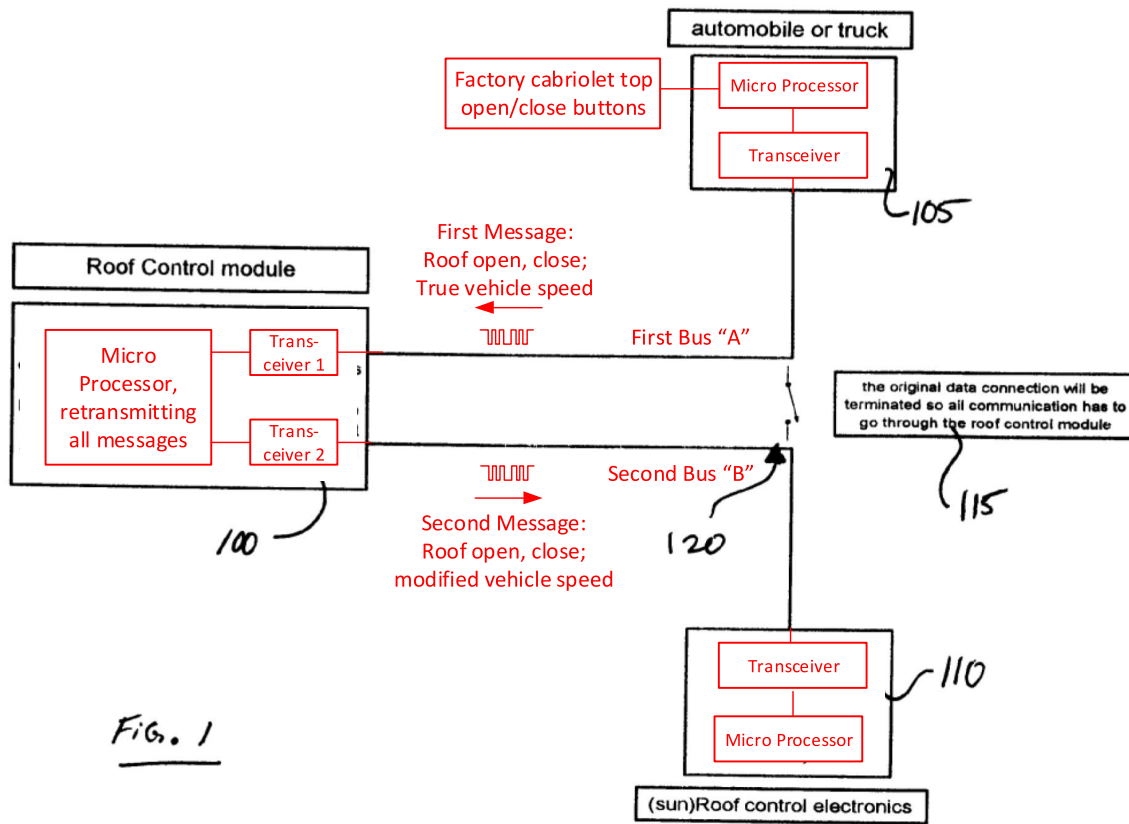 automobile or truck
Factory cabriolet top
open/close buttons
Micro Processor
Transceiver
105
First Message:
Roof open, close;
True vehicle speed
Roof Control module
Micro
Processor,
retransmitting
all messages
Trans-
ceiver 1
Trans-
ceiver 2
First Bus "A"
the original data connection will be
terminated so all communication has to
go through the roof control module
115
Second Bus "B"
120
100
Second Message:
Roof open, close;
modified vehicle speed
Transceiver
Micro Processor
110
FiG. 1
(sun)Roof control electronics